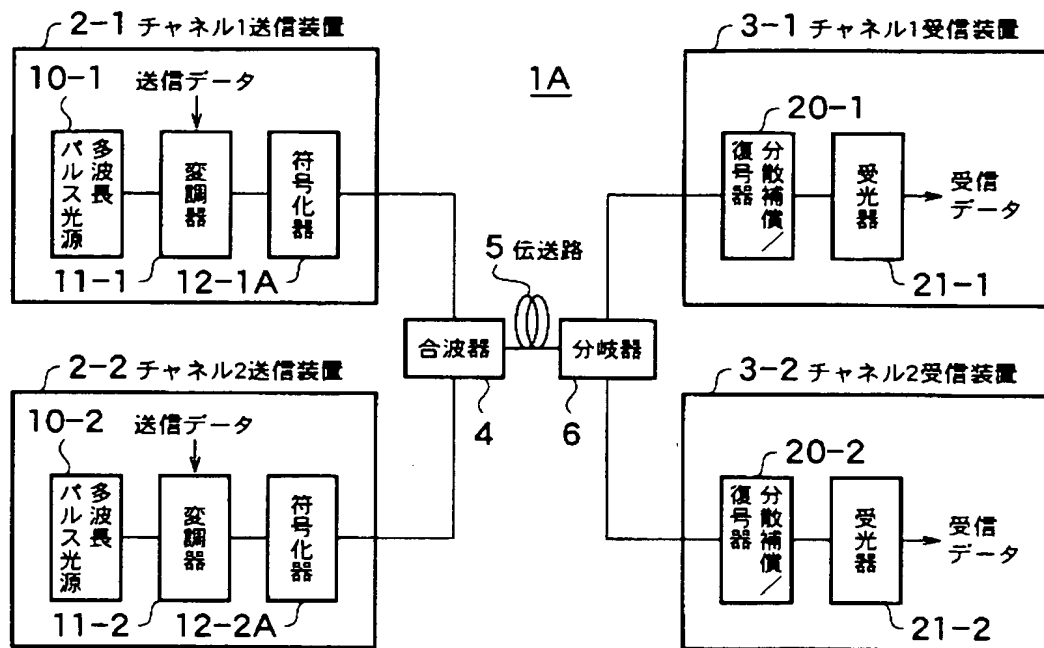 2-1 チャネル1送信装置
10-1
送信データ
多波長
パルス光源
変調器
符号化器
11-1
12-1A
1A
3-1 チャネル1受信装置
20-1
分散補償/
復号器
受光器
受信
データ
21-1
5 伝送路
合波器
分岐器
4
6
2-2 チャネル2送信装置
10-2
送信データ
多波長
パルス光源
変調器
符号化器
11-2
12-2A
3-2 チャネル2受信装置
20-2
分散補償/
復号器
受光器
受信
データ
21-2